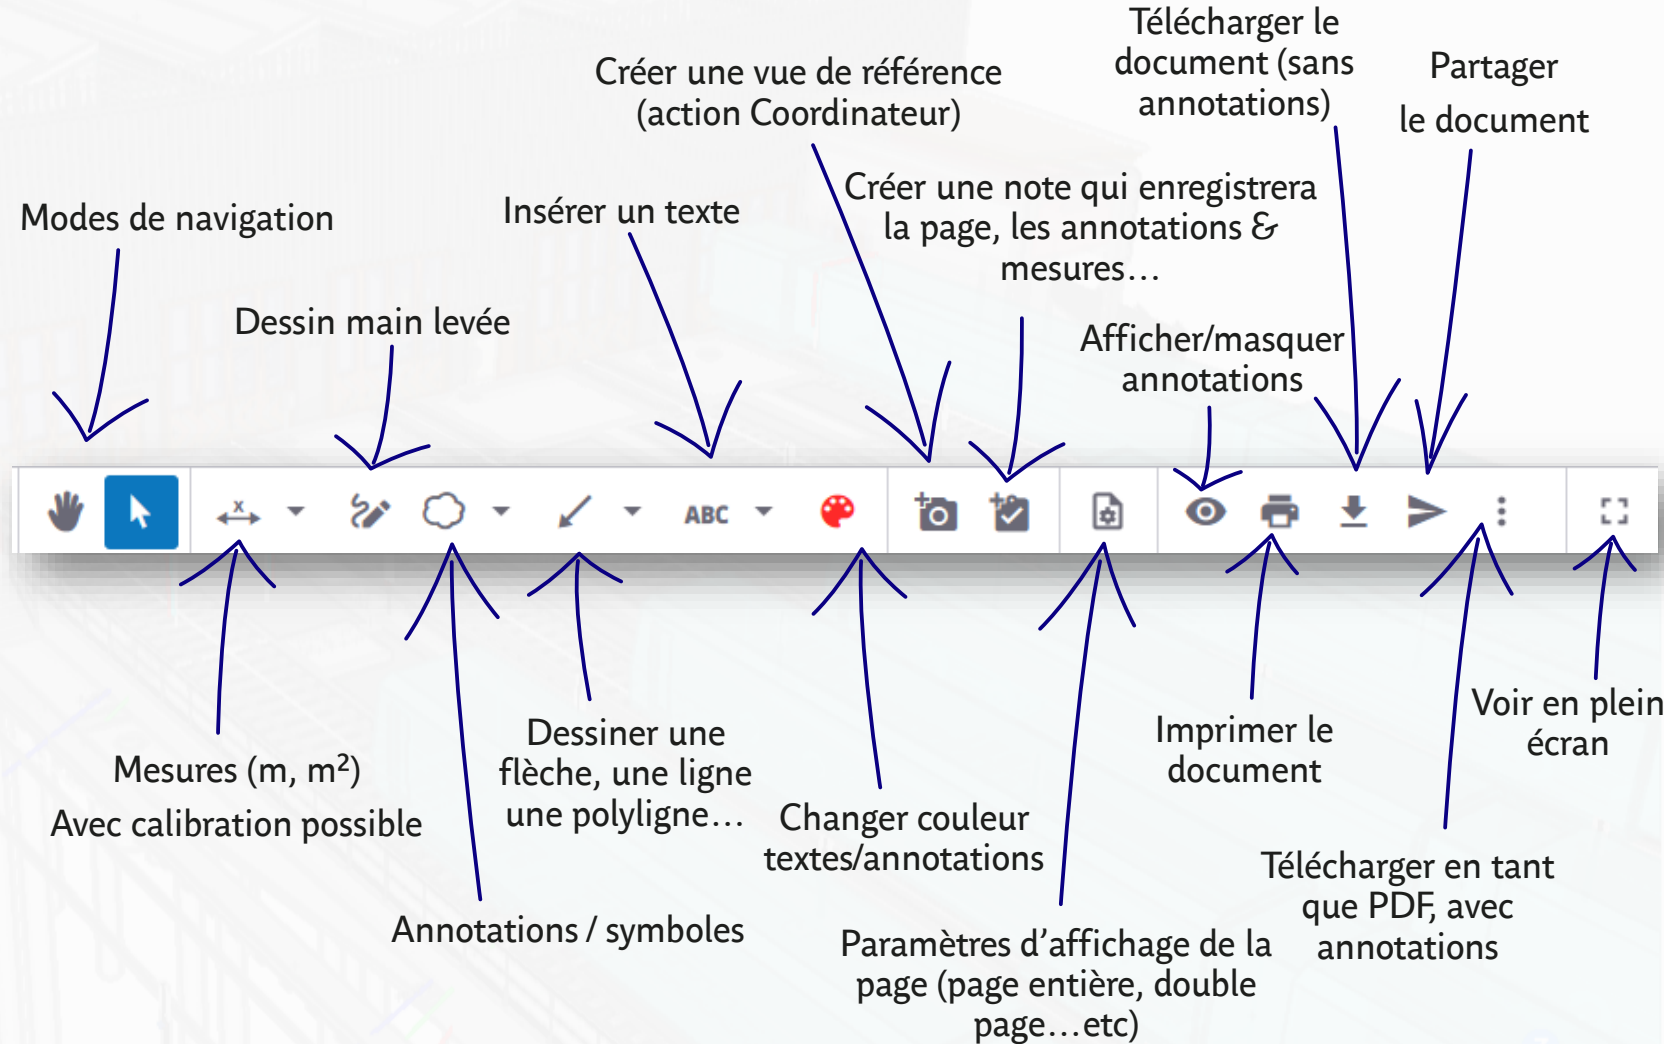 Télécharger le
document (sans
annotations)
Partager
le document
Créer une vue de référence
(action Coordinateur)
Créer une note qui enregistrera
la page, les annotations &
mesures…
Modes de navigation
Insérer un texte
Dessin main levée
Afficher/masquer
annotations
x
ABC
Mesures (m, m²)
Avec calibration possible
Dessiner une
flèche, une ligne
une polyligne…
Annotations / symboles
Changer couleur
textes/annotations
Paramètres d’affichage de la
page (page entière, double
page…etc)
Imprimer le
document
Télécharger en tant
que PDF, avec
annotations
Voir en plein
écran